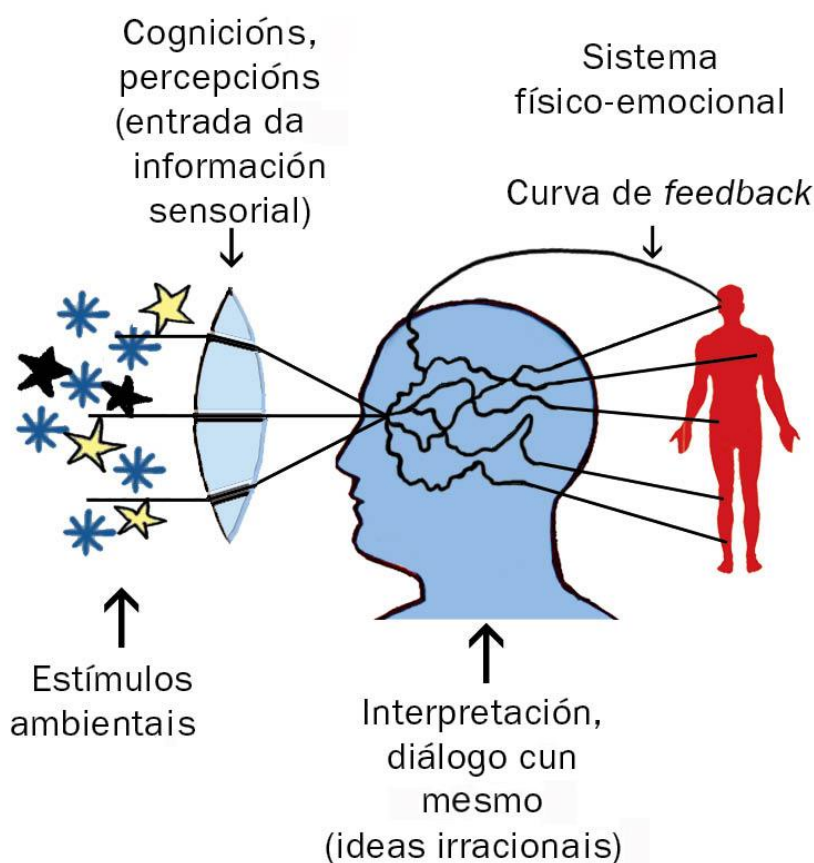 Cognicións,
percepcións
(entrada da
información
sensorial)
Sistema
físico-emocional
Curva de feedback
Estímulos
ambientais
Interpretación,
diálogo cun
mesmo
(ideas irracionais)